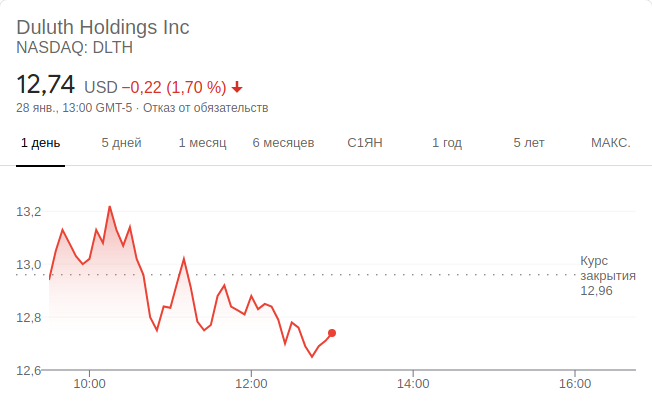 Duluth Holdings Inc
NASDAQ: DLTH
12,74 USD −0,22 (1,70 %)
28 янв., 13:00 GMT-5 · Отказ от обязательств
1 день 5 дней 1 месяц 6 месяцев С1ЯН 1 год 5 лет МАКС.
13,2
13,0
12,8
12,6
Курс
закрытия
12,96
10:00 12:00 14:00 16:00